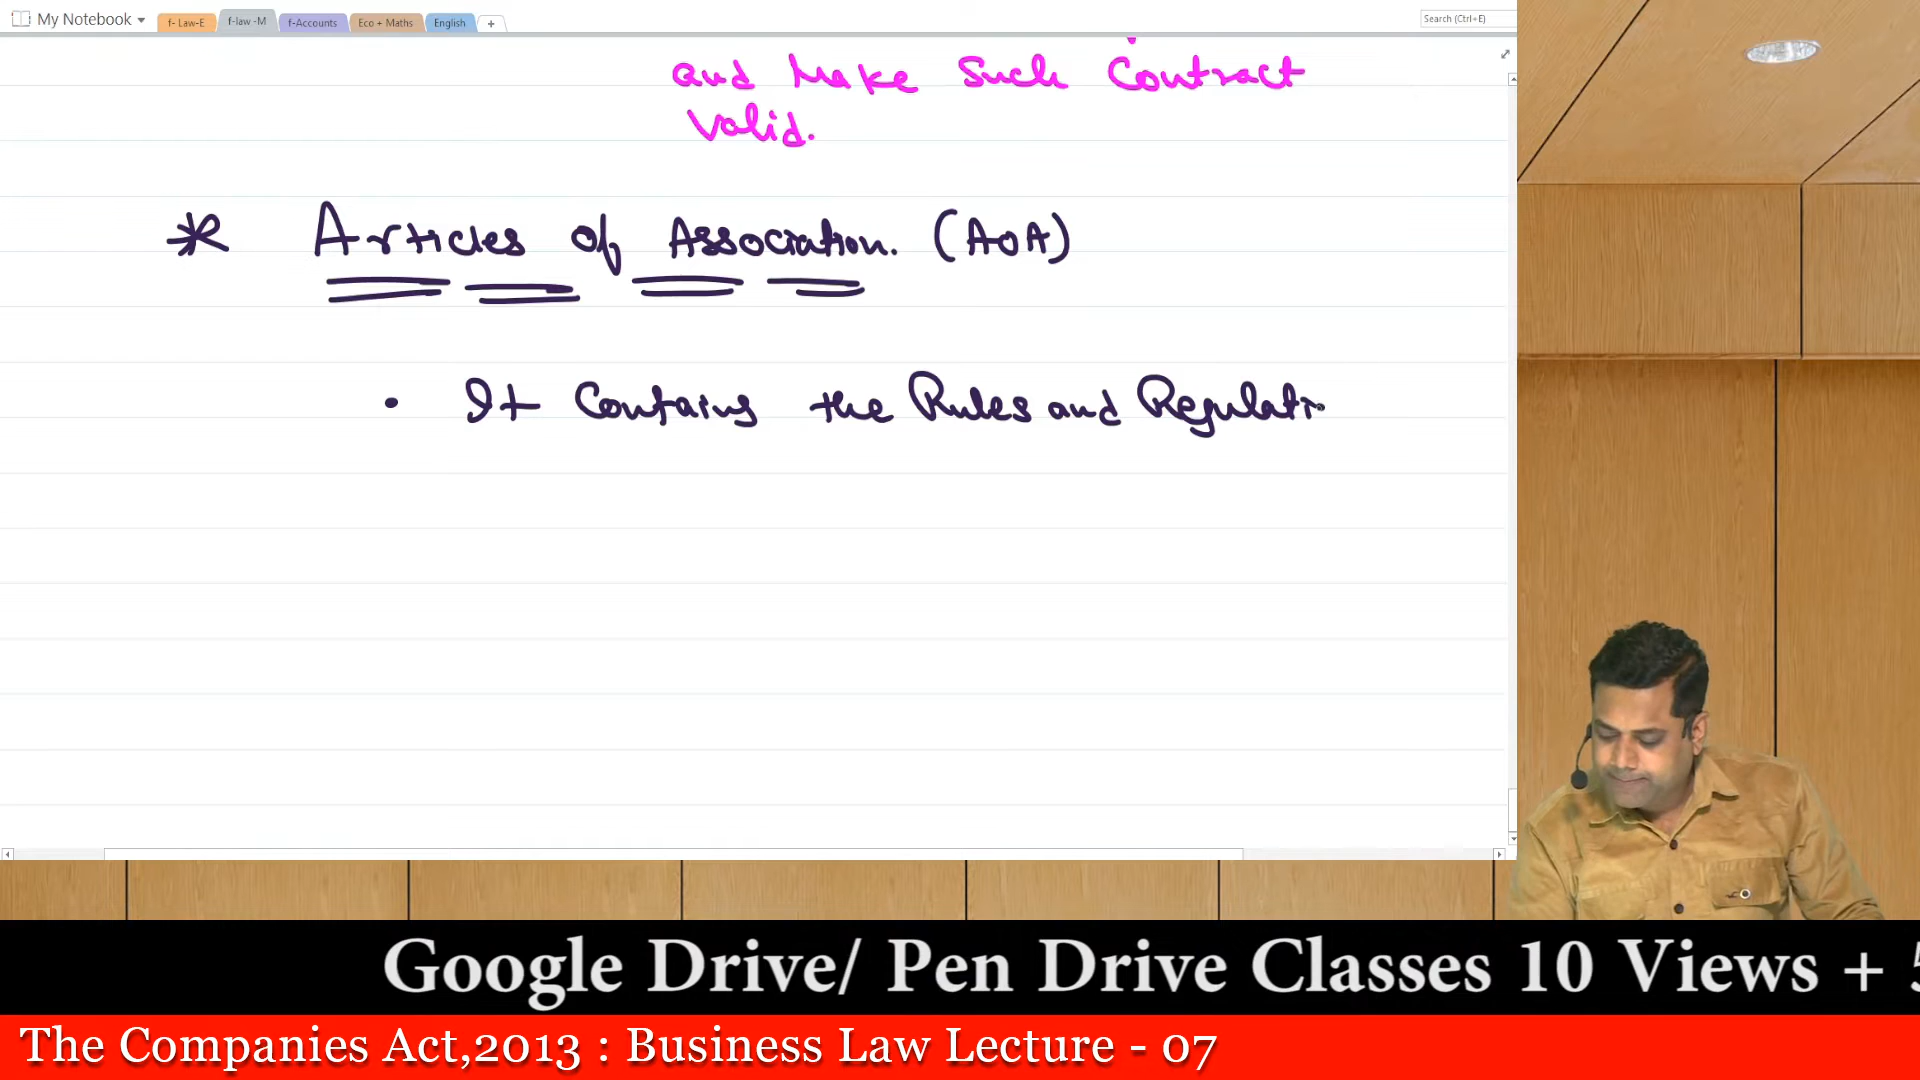 My Notebook
f- Law-E
f-law -M
f-Accounts
Eco + Maths
English
+
Search (Ctrl+E)
and Make Such Contract
Valid.
* Articles of Association. (AOA)
• It Contains the Rules and Regulati
Google Drive/ Pen Drive Classes 10 Views + 5
The Companies Act,2013 : Business Law Lecture - 07